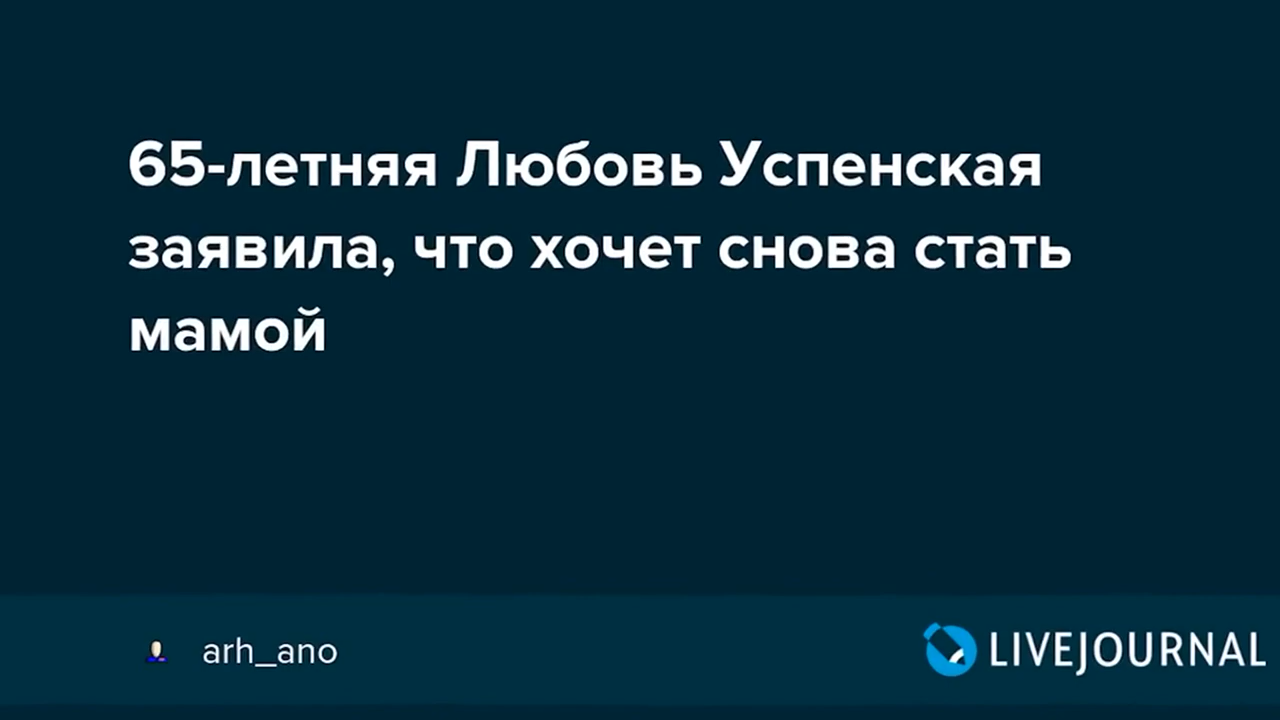 65-летняя Любовь Успенская
заявила, что хочет снова стать
мамой
arh_ano
LIVEJOURNAL